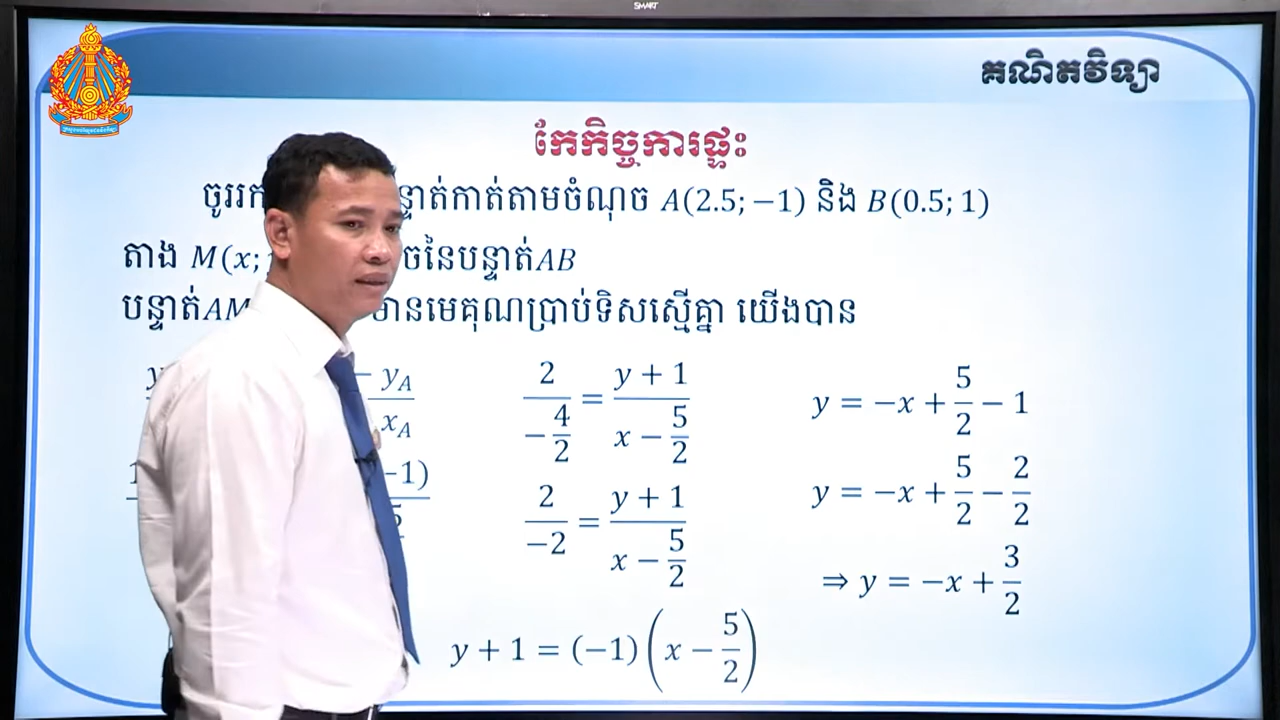 SMART
គណិតវិទ្យា
កែកិច្ចការផ្ទះ
ចូររក ន្ទាត់កាត់តាមចំណុច A(2.5; −1) និង B(0.5; 1)
តាង M(x; ចនៃបន្ទាត់AB
បន្ទាត់AM មានមេគុណប្រាប់ទិសស្មើគ្នា យើងបាន
y − y_A / x_A
−1)
2 / −4/2 = y + 1 / x − 5/2
2 / −2 = y + 1 / x − 5/2
y + 1 = (−1)(x − 5/2)
y = −x + 5/2 − 1
y = −x + 5/2 − 2/2
⇒ y = −x + 3/2